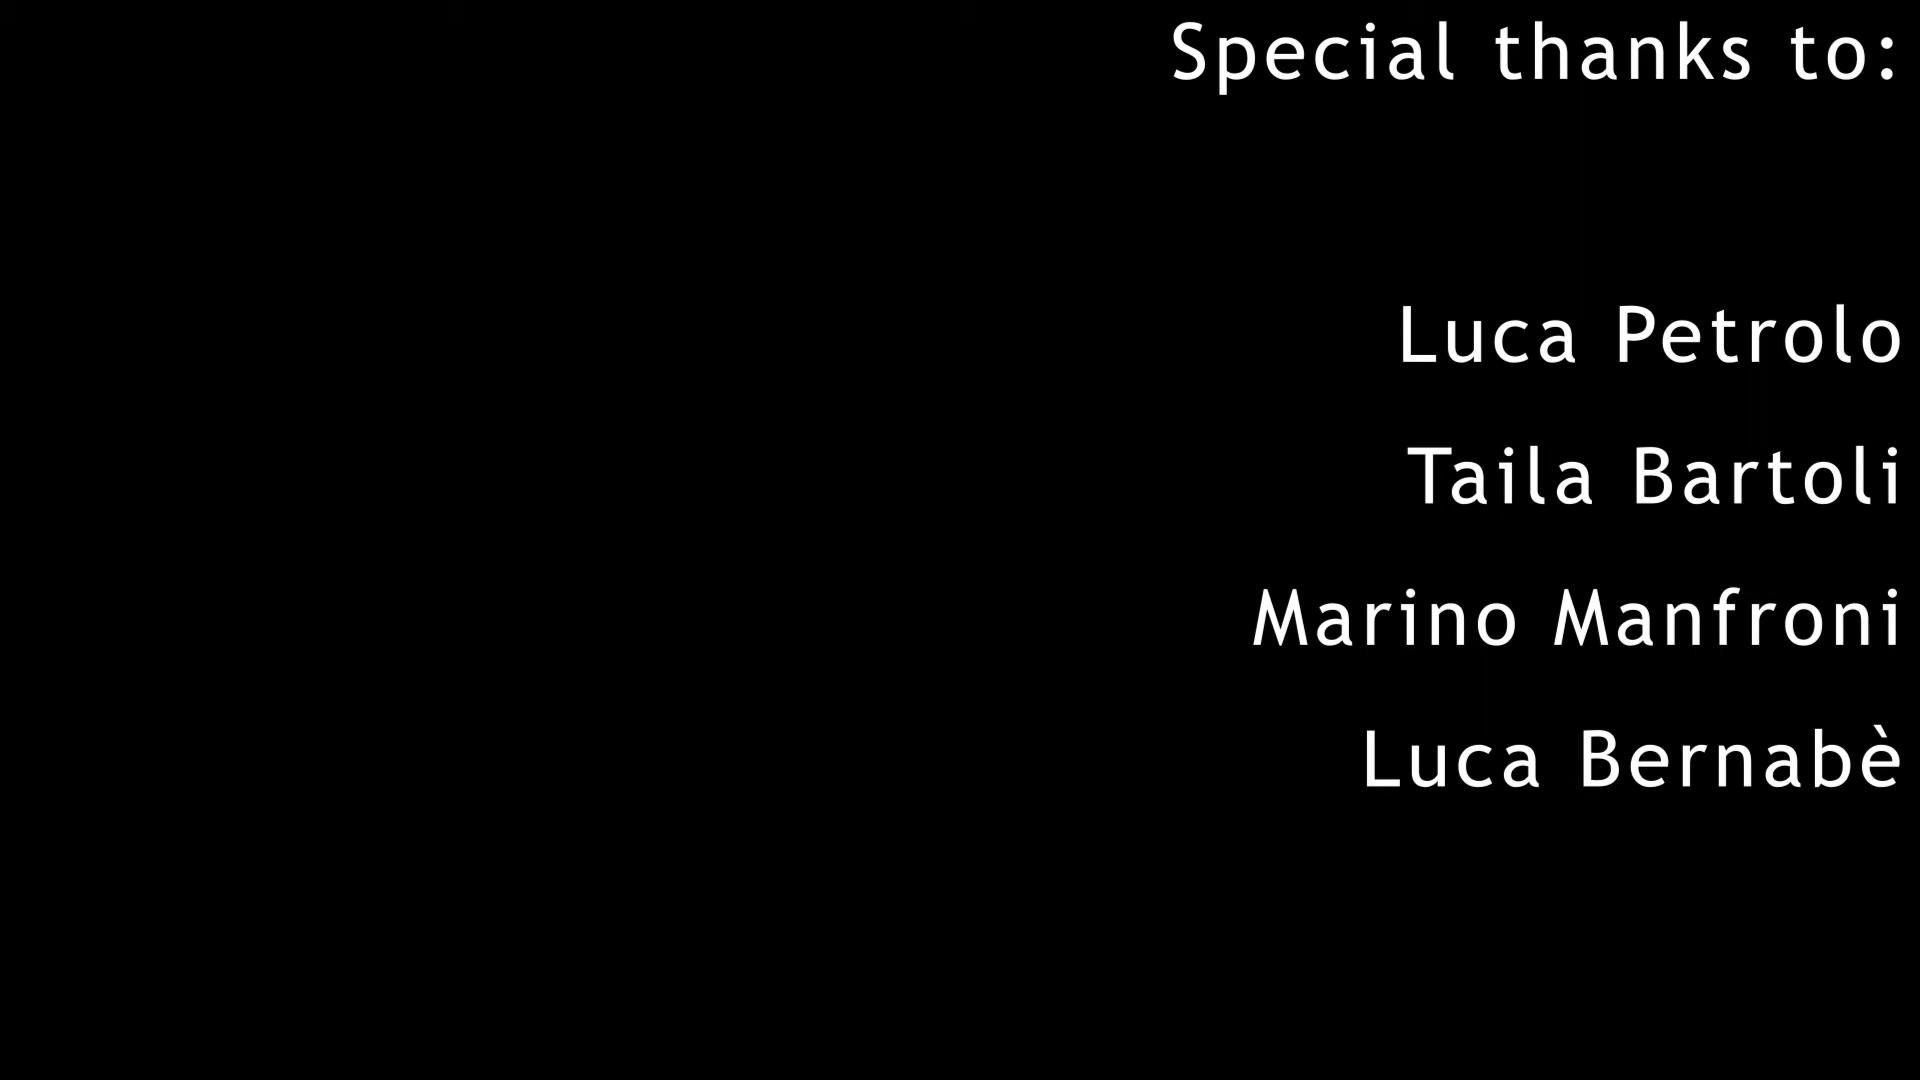 Special thanks to:
Luca Petrolo
Taila Bartoli
Marino Manfroni
Luca Bernabè